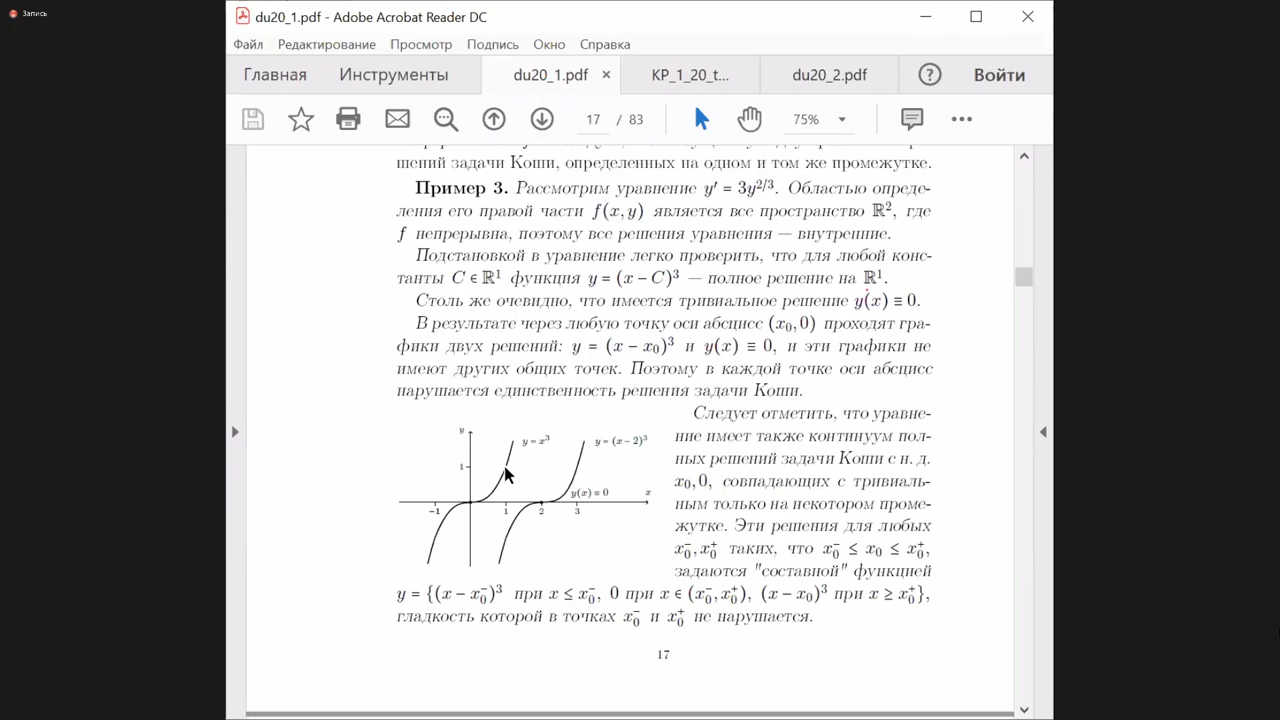 Запись
du20_1.pdf - Adobe Acrobat Reader DC
Файл Редактирование Просмотр Подпись Окно Справка
Главная Инструменты du20_1.pdf × КР_1_20_t... du20_2.pdf Войти
17 / 83 75%
шений задачи Коши, определенных на одном и том же промежутке.
Пример 3. Рассмотрим уравнение y′ = 3y^{2/3}. Областью опреде-
ления его правой части f(x, y) является все пространство ℝ², где
f непрерывна, поэтому все решения уравнения — внутренние.
Подстановкой в уравнение легко проверить, что для любой конс-
танты C ∈ ℝ¹ функция y = (x − C)³ — полное решение на ℝ¹.
Столь же очевидно, что имеется тривиальное решение y(x) ≡ 0.
В результате через любую точку оси абсцисс (x₀, 0) проходят гра-
фики двух решений: y = (x − x₀)³ и y(x) ≡ 0, и эти графики не
имеют других общих точек. Поэтому в каждой точке оси абсцисс
нарушается единственность решения задачи Коши.
y
y = x³
y = (x − 2)³
1
y(x) = 0
x
−1 1 2 3
Следует отметить, что уравне-
ние имеет также континуум пол-
ных решений задачи Коши с н. д.
x₀, 0, совпадающих с тривиаль-
ным только на некотором проме-
жутке. Эти решения для любых
x₀⁻, x₀⁺ таких, что x₀⁻ ≤ x₀ ≤ x₀⁺,
задаются "составной" функцией
y = {(x − x₀⁻)³ при x ≤ x₀⁻, 0 при x ∈ (x₀⁻, x₀⁺), (x − x₀)³ при x ≥ x₀⁺},
гладкость которой в точках x₀⁻ и x₀⁺ не нарушается.
17